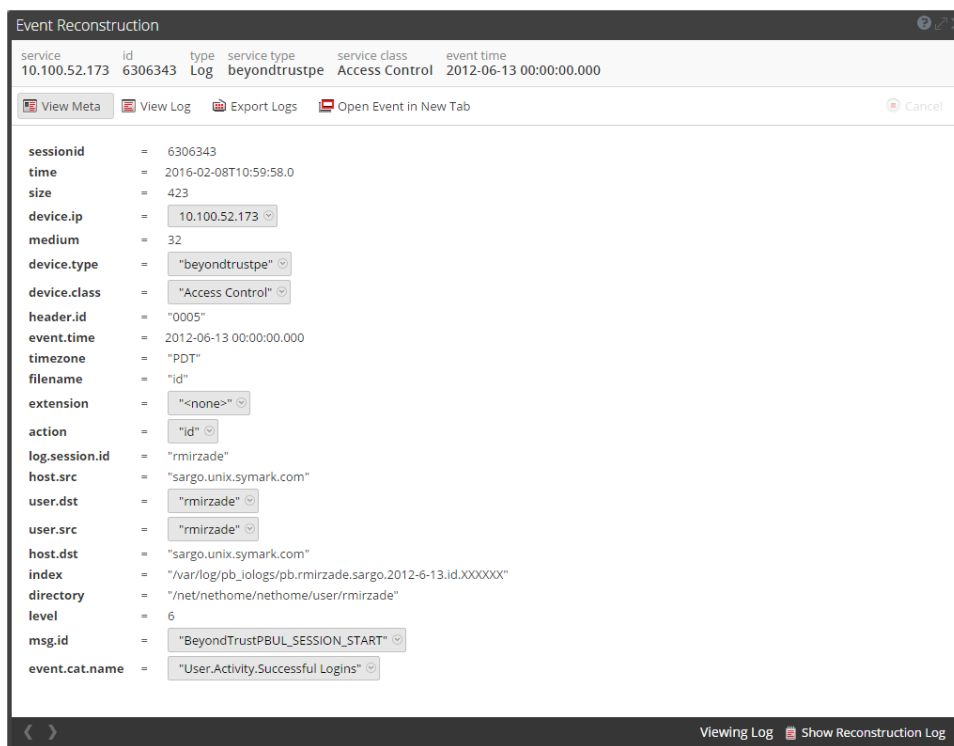 Event Reconstruction
service id type service type service class event time
10.100.52.173 6306343 Log beyondtrustpe Access Control 2012-06-13 00:00:00.000
View Meta View Log Export Logs Open Event in New Tab Cancel
sessionid = 6306343
time = 2016-02-08T10:59:58.0
size = 423
device.ip = 10.100.52.173
medium = 32
device.type = "beyondtrustpe"
device.class = "Access Control"
header.id = "0005"
event.time = 2012-06-13 00:00:00.000
timezone = "PDT"
filename = "id"
extension = "<none>"
action = "id"
log.session.id = "rmirzade"
host.src = "sargo.unix.symark.com"
user.dst = "rmirzade"
user.src = "rmirzade"
host.dst = "sargo.unix.symark.com"
index = "/var/log/pb_iologs/pb.rmirzade.sargo.2012-6-13.id.XXXXXX"
directory = "/net/nethome/nethome/user/rmirzade"
level = 6
msg.id = "BeyondTrustPBUL_SESSION_START"
event.cat.name = "User.Activity.Successful Logins"
Viewing Log Show Reconstruction Log